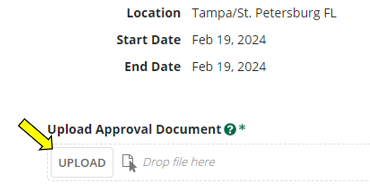 Location Tampa/St. Petersburg FL
Start Date Feb 19, 2024
End Date Feb 19, 2024
Upload Approval Document ? *
UPLOAD Drop file here